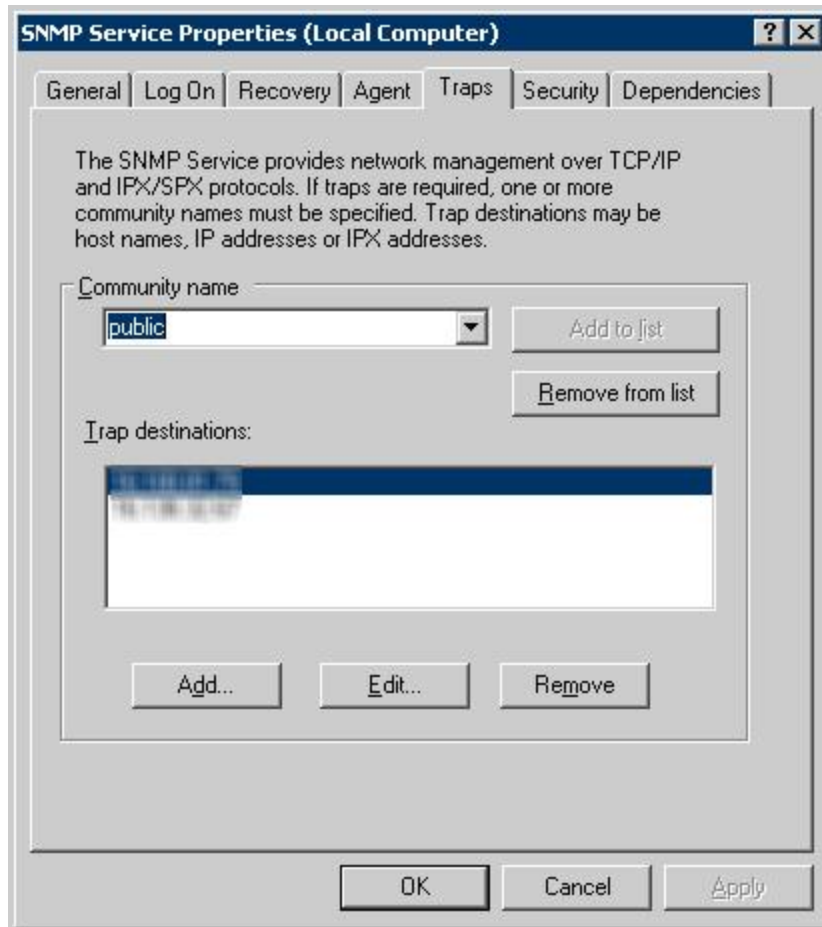 SNMP Service Properties (Local Computer)
General Log On Recovery Agent Traps Security Dependencies
The SNMP Service provides network management over TCP/IP
and IPX/SPX protocols. If traps are required, one or more
community names must be specified. Trap destinations may be
host names, IP addresses or IPX addresses.
Community name
public
Add to list
Remove from list
Trap destinations:
Add... Edit... Remove
OK Cancel Apply